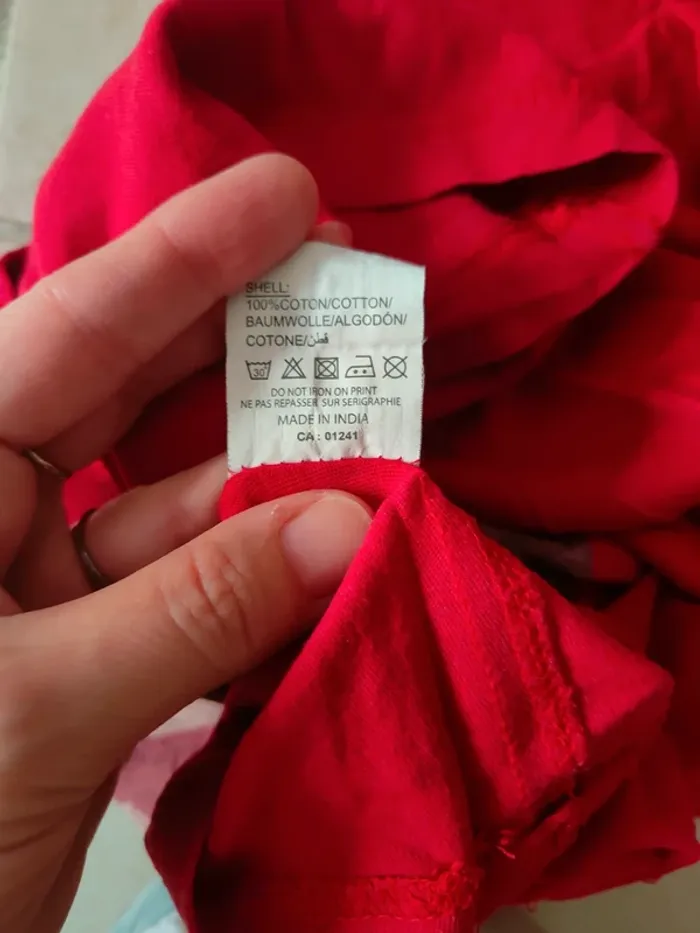 SHELL:
100%COTON/COTTON/
BAUMWOLLE/ALGODÓN/
COTONE/قطن
30°
DO NOT IRON ON PRINT
NE PAS REPASSER SUR SERIGRAPHIE
MADE IN INDIA
CA : 01241